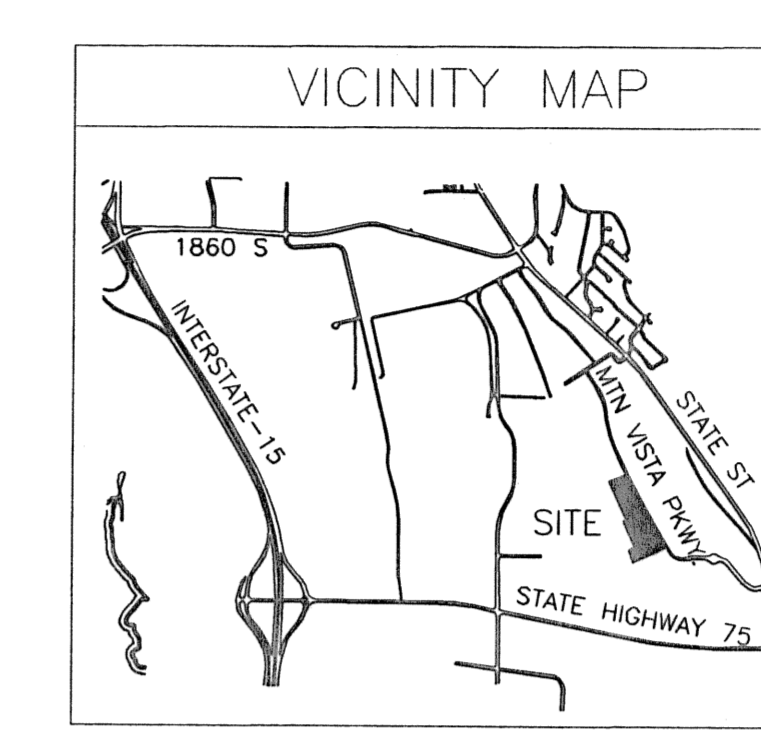 VICINITY MAP
1860 S
INTERSTATE-15
MTN VISTA PKWY.
STATE ST
SITE
STATE HIGHWAY 75